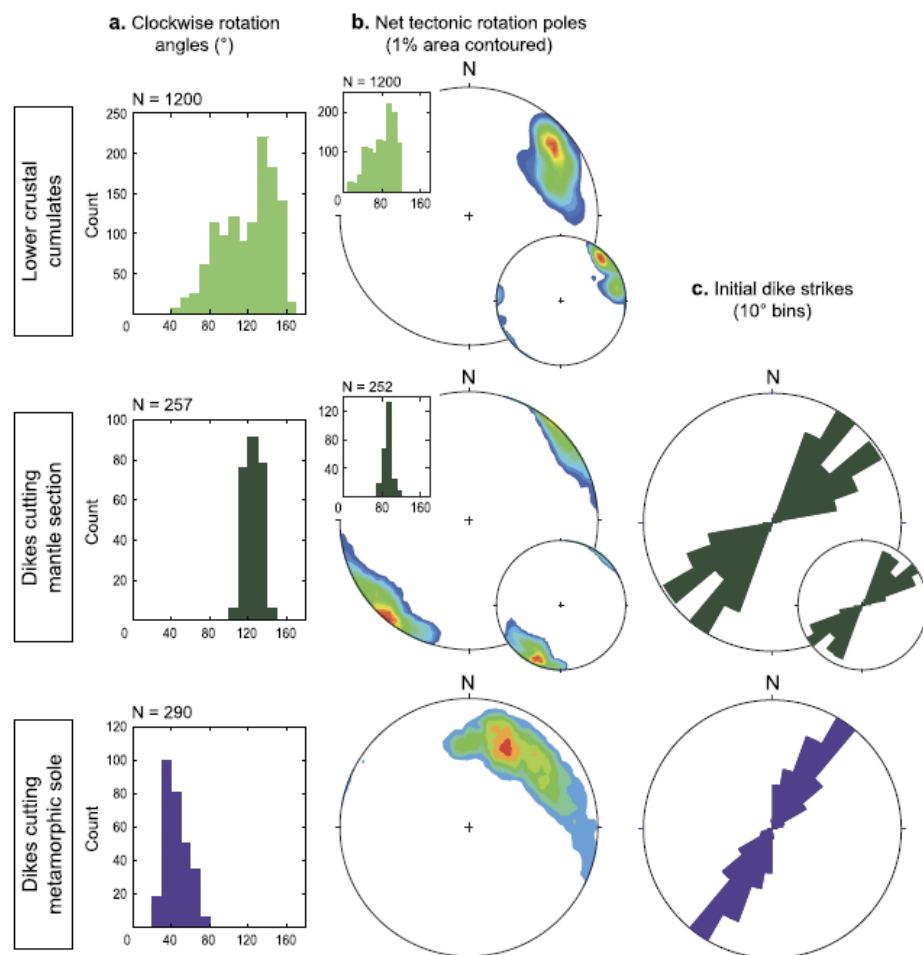 a. Clockwise rotation
angles (°)
b. Net tectonic rotation poles
(1% area contoured)
Lower crustal
cumulates
N = 1200
Count
250
200
150
100
50
0
0
40
80
120
160
N = 1200
200
100
80
160
N
c. Initial dike strikes
(10° bins)
Dikes cutting
mantle section
N = 257
100
80
60
40
20
0
0
40
80
120
160
Count
N = 252
120
80
40
80
160
N
N
Dikes cutting
metamorphic sole
N = 290
Count
120
100
80
60
40
20
0
0
40
80
120
160
N
N